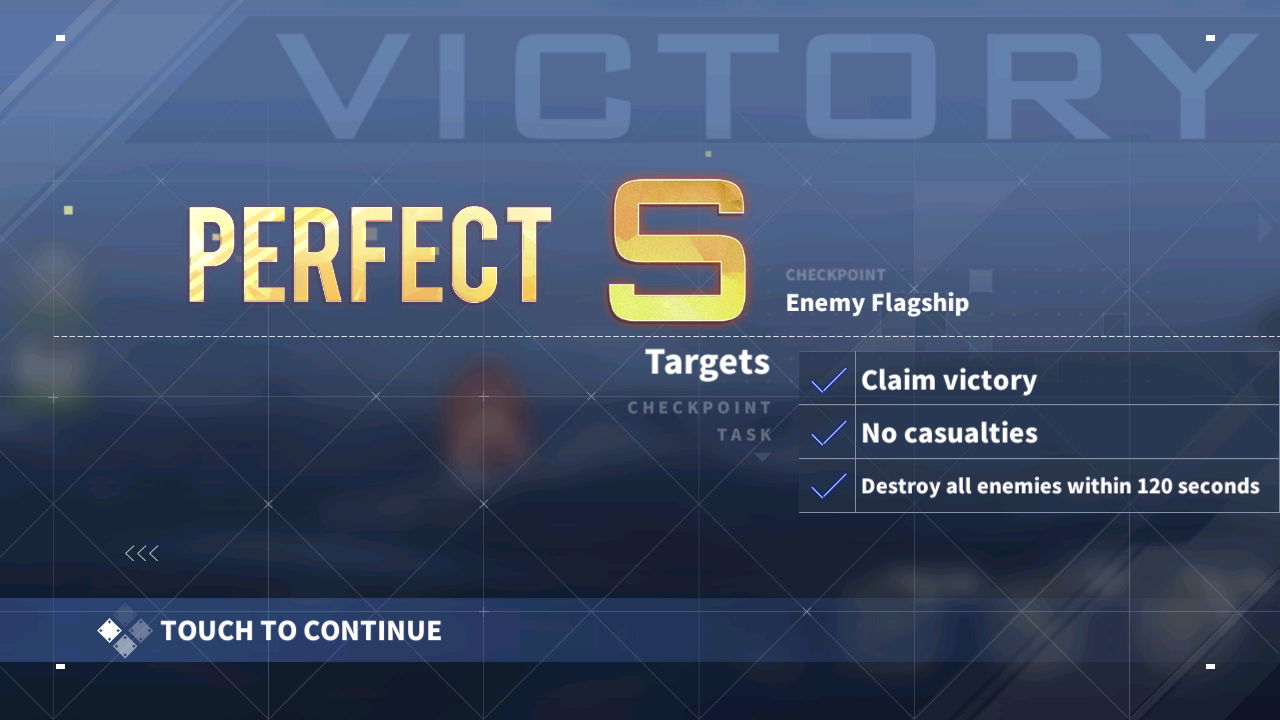 VICTORY
PERFECT S
CHECKPOINT
Enemy Flagship
Targets
CHECKPOINT
TASK
Claim victory
No casualties
Destroy all enemies within 120 seconds
TOUCH TO CONTINUE